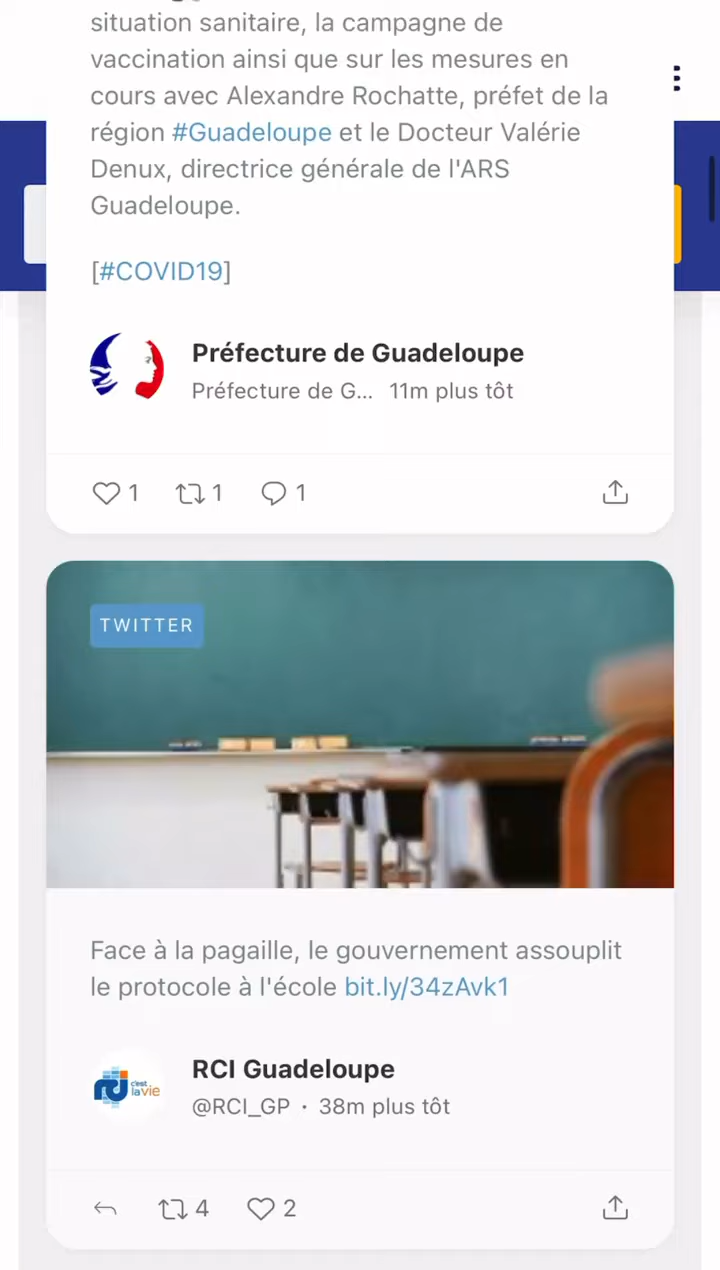 situation sanitaire, la campagne de
vaccination ainsi que sur les mesures en
cours avec Alexandre Rochatte, préfet de la
région #Guadeloupe et le Docteur Valérie
Denux, directrice générale de l'ARS
Guadeloupe.
[#COVID19]
Préfecture de Guadeloupe
Préfecture de G... 11m plus tôt
1 1 1
TWITTER
Face à la pagaille, le gouvernement assouplit
le protocole à l'école bit.ly/34zAvk1
RCI Guadeloupe
c'est
la vie
@RCI_GP · 38m plus tôt
4 2